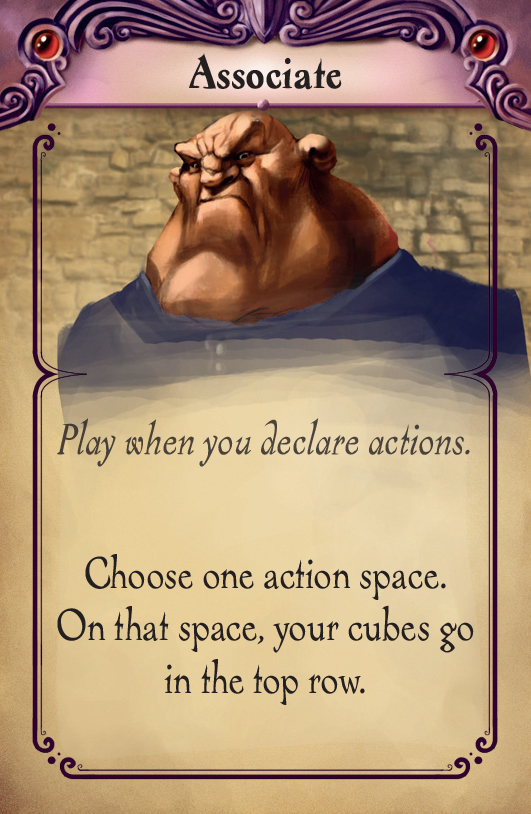 Associate
Play when you declare actions.
Choose one action space.
On that space, your cubes go
in the top row.